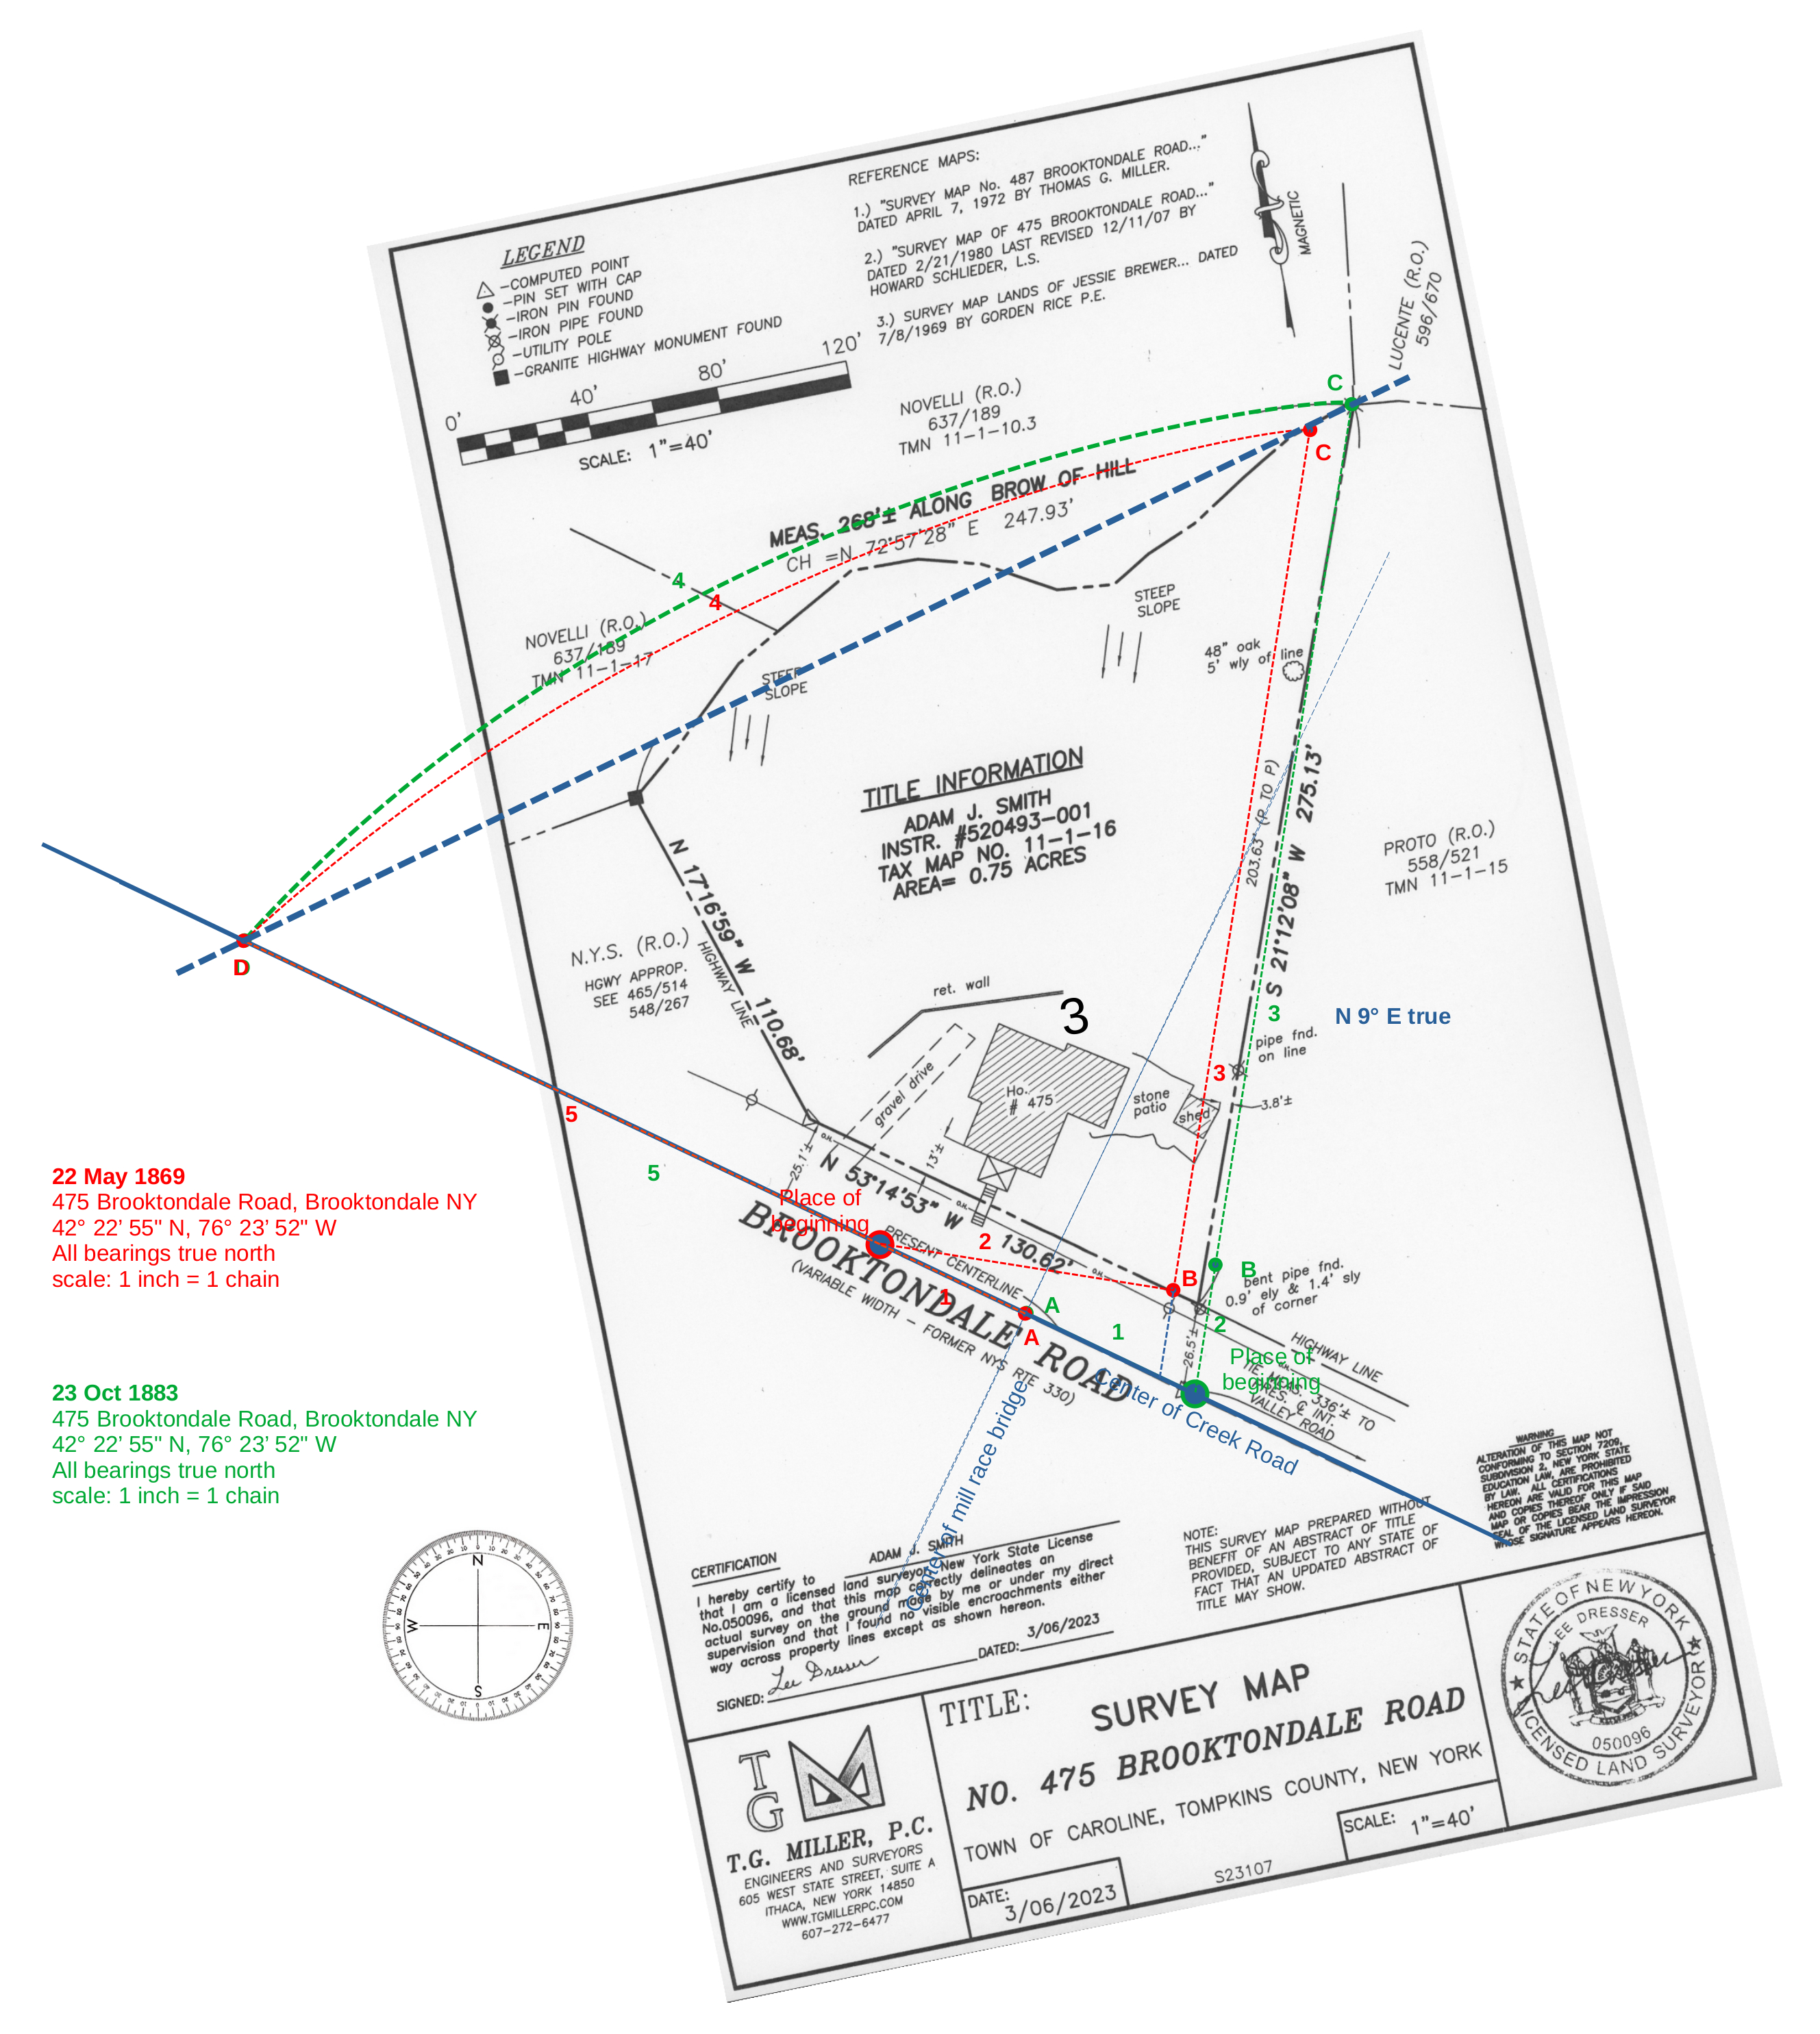 REFERENCE MAPS:
1.) "SURVEY MAP No. 487 BROOKTONDALE ROAD..."
DATED APRIL 7, 1972 BY THOMAS G. MILLER.
2.) "SURVEY MAP OF 475 BROOKTONDALE ROAD..."
DATED 2/21/1980 LAST REVISED 12/11/07 BY
HOWARD SCHLIEDER, L.S.
3.) SURVEY MAP LANDS OF JESSIE BREWER... DATED
7/8/1969 BY GORDEN RICE P.E.
MAGNETIC
LEGEND
-COMPUTED POINT
-PIN SET WITH CAP
-IRON PIN FOUND
-IRON PIPE FOUND
-UTILITY POLE
-GRANITE HIGHWAY MONUMENT FOUND
0'
40'
80'
120'
SCALE: 1"=40'
LUCENTE (R.O.)
596/670
NOVELLI (R.O.)
637/189
TMN 11-1-10.3
C
C
MEAS. 268'± ALONG BROW OF HILL
CH =N 72°57'28" E 247.93'
4
4
NOVELLI (R.O.)
637/189
TMN 11-1-17
STEEP
SLOPE
STEEP
SLOPE
48" oak
5' wly of line
TITLE INFORMATION
ADAM J. SMITH
INSTR. #520493-001
TAX MAP NO. 11-1-16
AREA= 0.75 ACRES
203.63' (P TO P)
S 21°12'08" W 275.13'
PROTO (R.O.)
558/521
TMN 11-1-15
N 17°16'59" W 110.68'
HIGHWAY LINE
N.Y.S. (R.O.)
HGWY APPROP.
SEE 465/514
548/267
D
ret. wall
3
3
N 9° E true
pipe fnd.
on line
3
gravel drive
Ho.
# 475
stone
patio
shed
3.8'±
5
5
25.1'±
13'±
O.H.
O.H.
O.H.
N 53°14'53" W 130.62'
Place of
beginning
PRESENT CENTERLINE
2
1
BROOKTONDALE ROAD
(VARIABLE WIDTH - FORMER NYS RTE 330)
A
A
1
B
B
bent pipe fnd.
0.9' ely & 1.4' sly
of corner
2
26.5'±
Place of
beginning
HIGHWAY LINE
TIE: MEAS. 336'± TO
PRES. ℄ INT.
VALLEY ROAD
Center of Creek Road
Center of mill race bridge
22 May 1869
475 Brooktondale Road, Brooktondale NY
42° 22’ 55" N, 76° 23’ 52" W
All bearings true north
scale: 1 inch = 1 chain
23 Oct 1883
475 Brooktondale Road, Brooktondale NY
42° 22’ 55" N, 76° 23’ 52" W
All bearings true north
scale: 1 inch = 1 chain
N
E
S
W
WARNING
ALTERATION OF THIS MAP NOT
CONFORMING TO SECTION 7209,
SUBDIVISION 2, NEW YORK STATE
EDUCATION LAW, ARE PROHIBITED
BY LAW. ALL CERTIFICATIONS
HEREON ARE VALID FOR THIS MAP
AND COPIES THEREOF ONLY IF SAID
MAP OR COPIES BEAR THE IMPRESSION
SEAL OF THE LICENSED LAND SURVEYOR
WHOSE SIGNATURE APPEARS HEREON.
NOTE:
THIS SURVEY MAP PREPARED WITHOUT
BENEFIT OF AN ABSTRACT OF TITLE
PROVIDED, SUBJECT TO ANY STATE OF
FACT THAT AN UPDATED ABSTRACT OF
TITLE MAY SHOW.
CERTIFICATION
I hereby certify to ADAM J. SMITH
that I am a licensed land surveyor, New York State License
No.050096, and that this map correctly delineates an
actual survey on the ground made by me or under my direct
supervision and that I found no visible encroachments either
way across property lines except as shown hereon.
SIGNED: Lee Dresser DATED: 3/06/2023
STATE OF NEW YORK
LEE DRESSER
050096
LICENSED LAND SURVEYOR
TG
T.G. MILLER, P.C.
ENGINEERS AND SURVEYORS
605 WEST STATE STREET, SUITE A
ITHACA, NEW YORK 14850
WWW.TGMILLERPC.COM
607-272-6477
TITLE:
SURVEY MAP
NO. 475 BROOKTONDALE ROAD
TOWN OF CAROLINE, TOMPKINS COUNTY, NEW YORK
DATE:
3/06/2023
S23107
SCALE:
1"=40'